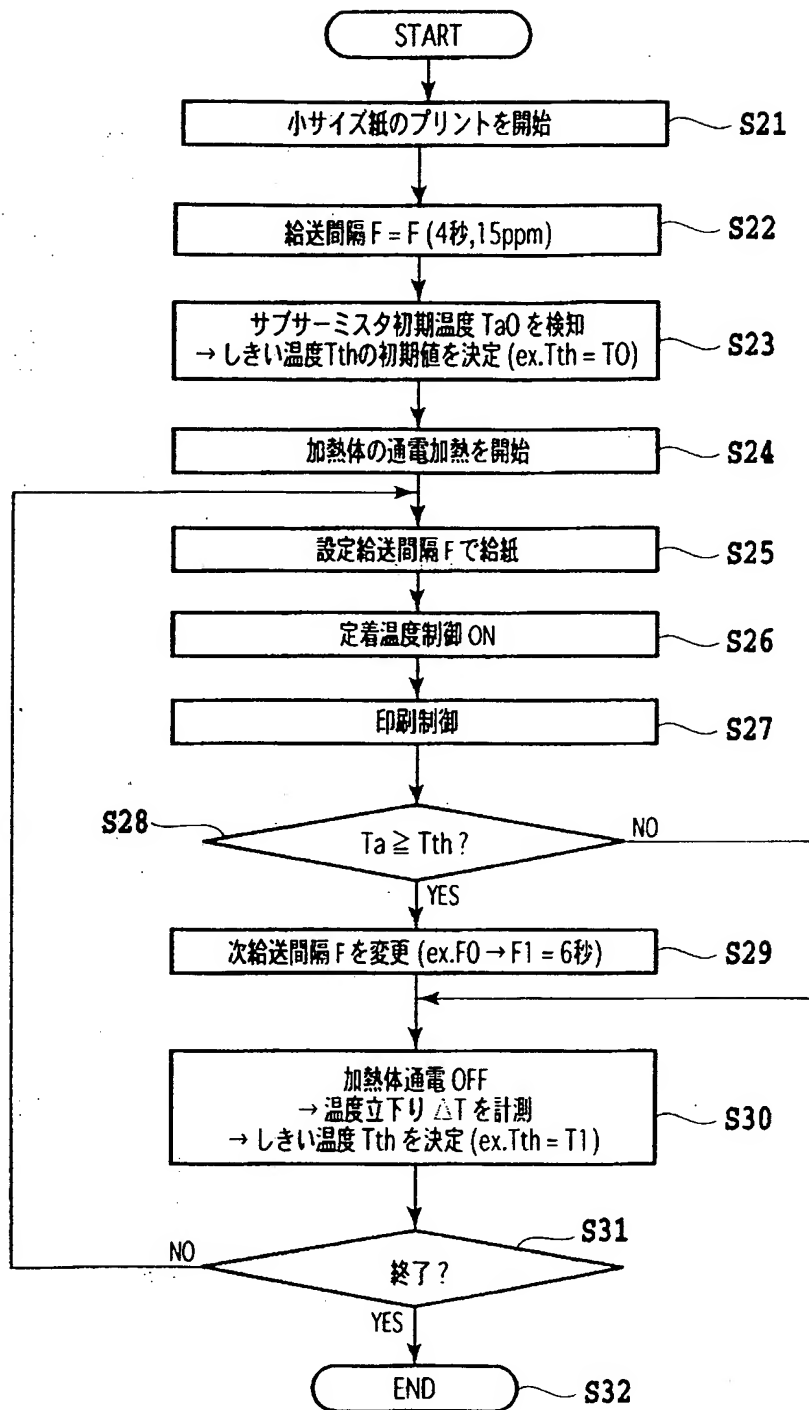 START
小サイズ紙のプリントを開始
S21
給送間隔 F = F (4秒,15ppm)
S22
サブサーミスタ初期温度 Ta0 を検知
→ しきい温度Tthの初期値を決定 (ex.Tth = T0)
S23
加熱体の通電加熱を開始
S24
設定給送間隔 F で給紙
S25
定着温度制御 ON
S26
印刷制御
S27
S28
Ta ≧ Tth ?
NO
YES
次給送間隔 F を変更 (ex.F0 → F1 = 6秒)
S29
加熱体通電 OFF
→ 温度立下り △T を計測
→ しきい温度 Tth を決定 (ex.Tth = T1)
S30
S31
NO
終了 ?
YES
END
S32